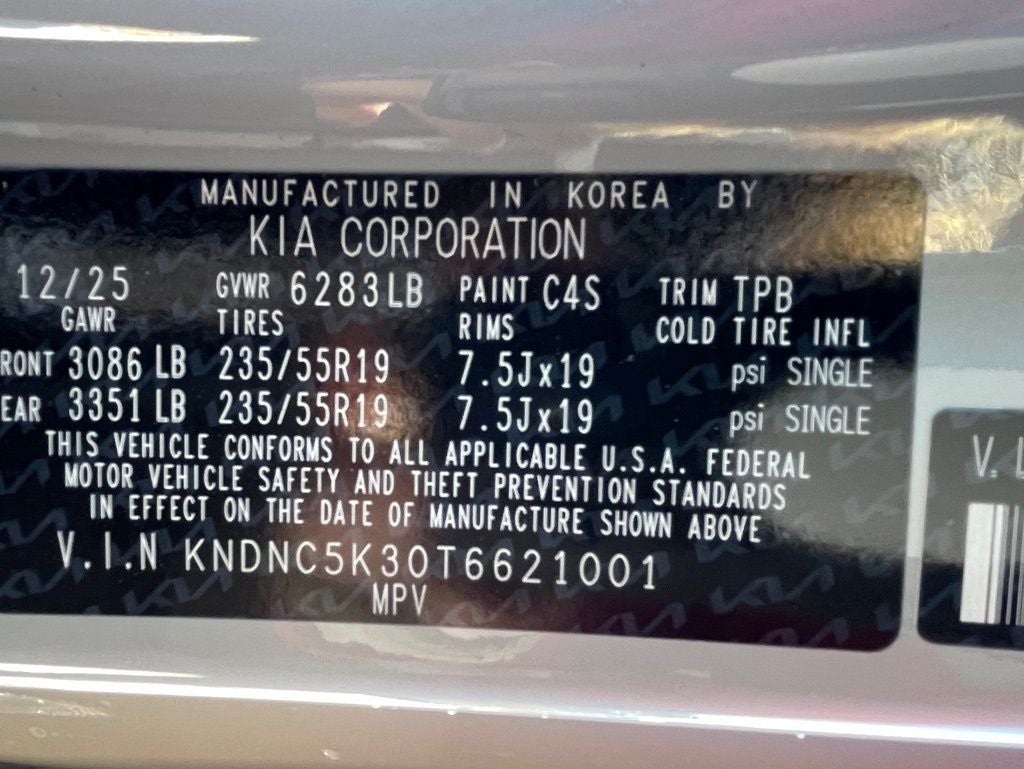 MANUFACTURED IN KOREA BY
KIA CORPORATION
12/25 GVWR 6283LB PAINT C4S TRIM TPB
GAWR TIRES RIMS COLD TIRE INFL
RONT 3086 LB 235/55R19 7.5Jx19 psi SINGLE
EAR 3351 LB 235/55R19 7.5Jx19 psi SINGLE
THIS VEHICLE CONFORMS TO ALL APPLICABLE U.S.A. FEDERAL
MOTOR VEHICLE SAFETY AND THEFT PREVENTION STANDARDS
IN EFFECT ON THE DATE OF MANUFACTURE SHOWN ABOVE
V.I.N KNDNC5K30T6621001
MPV
V. I